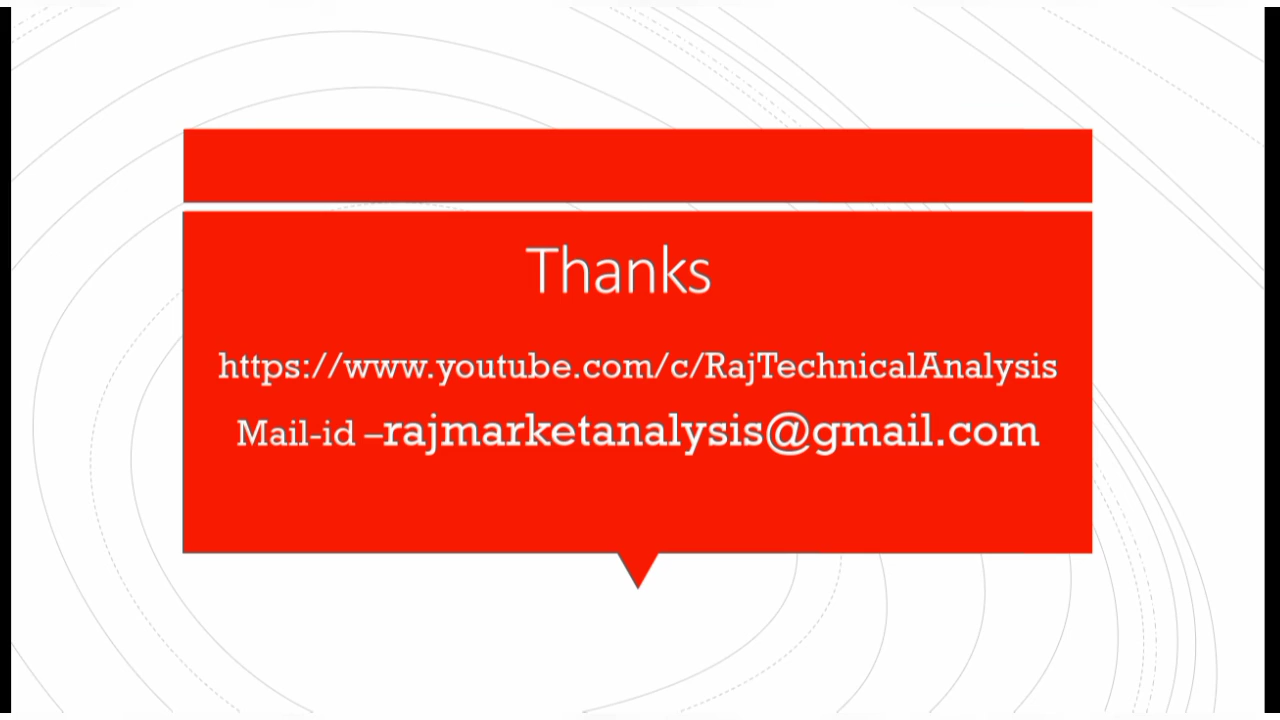 Thanks
https://www.youtube.com/c/RajTechnicalAnalysis
Mail-id –rajmarketanalysis@gmail.com